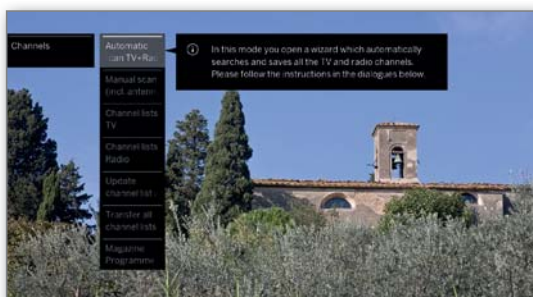 Channels
Automatic
scan TV+Rad
In this mode you open a wizard which automatically
searches and saves all the TV and radio channels.
Please follow the instructions in the dialogues below.
Manual scan
(incl. antenn
Channel lists
TV
Channel lists
Radio
Update
channel list
Transfer all
channel lists
Magazine
Programme